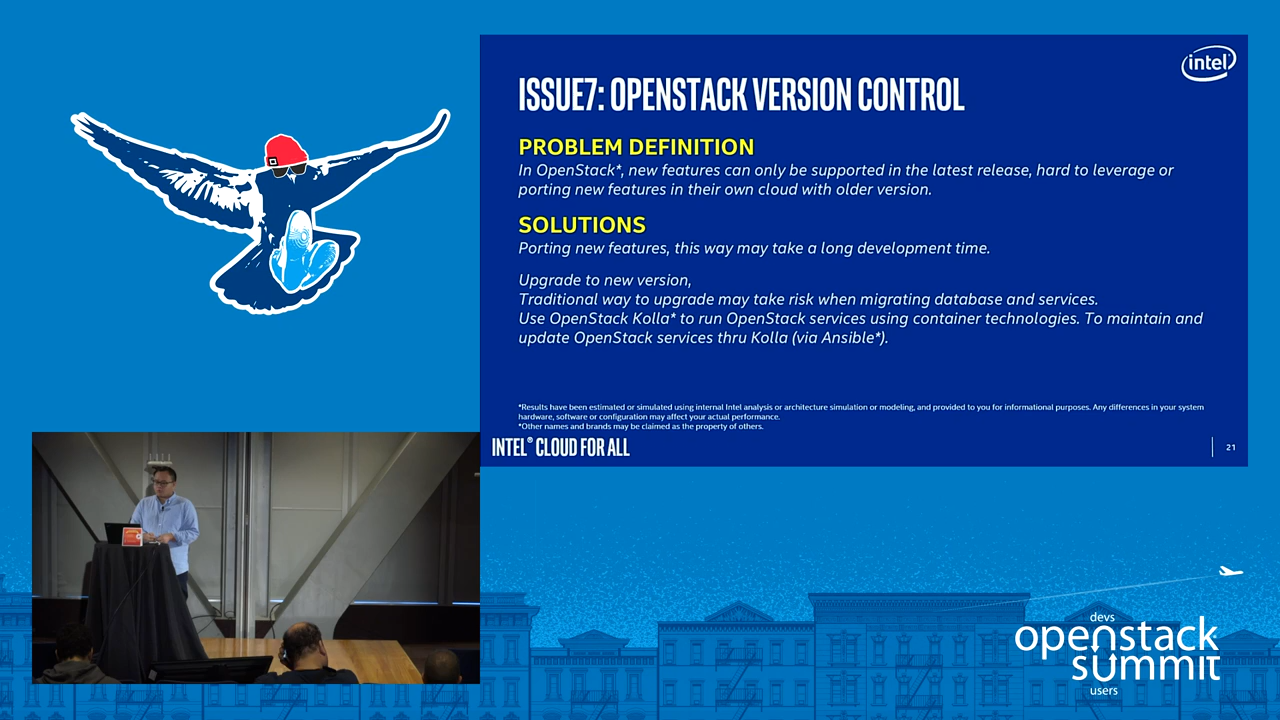 intel
ISSUE7: OPENSTACK VERSION CONTROL
PROBLEM DEFINITION
In OpenStack*, new features can only be supported in the latest release, hard to leverage or
porting new features in their own cloud with older version.
SOLUTIONS
Porting new features, this way may take a long development time.
Upgrade to new version,
Traditional way to upgrade may take risk when migrating database and services.
Use OpenStack Kolla* to run OpenStack services using container technologies. To maintain and
update OpenStack services thru Kolla (via Ansible*).
*Results have been estimated or simulated using internal Intel analysis or architecture simulation or modeling, and provided to you for informational purposes. Any differences in your system
hardware, software or configuration may affect your actual performance.
*Other names and brands may be claimed as the property of others.
INTEL® CLOUD FOR ALL
21
devs
openstack
summit
users